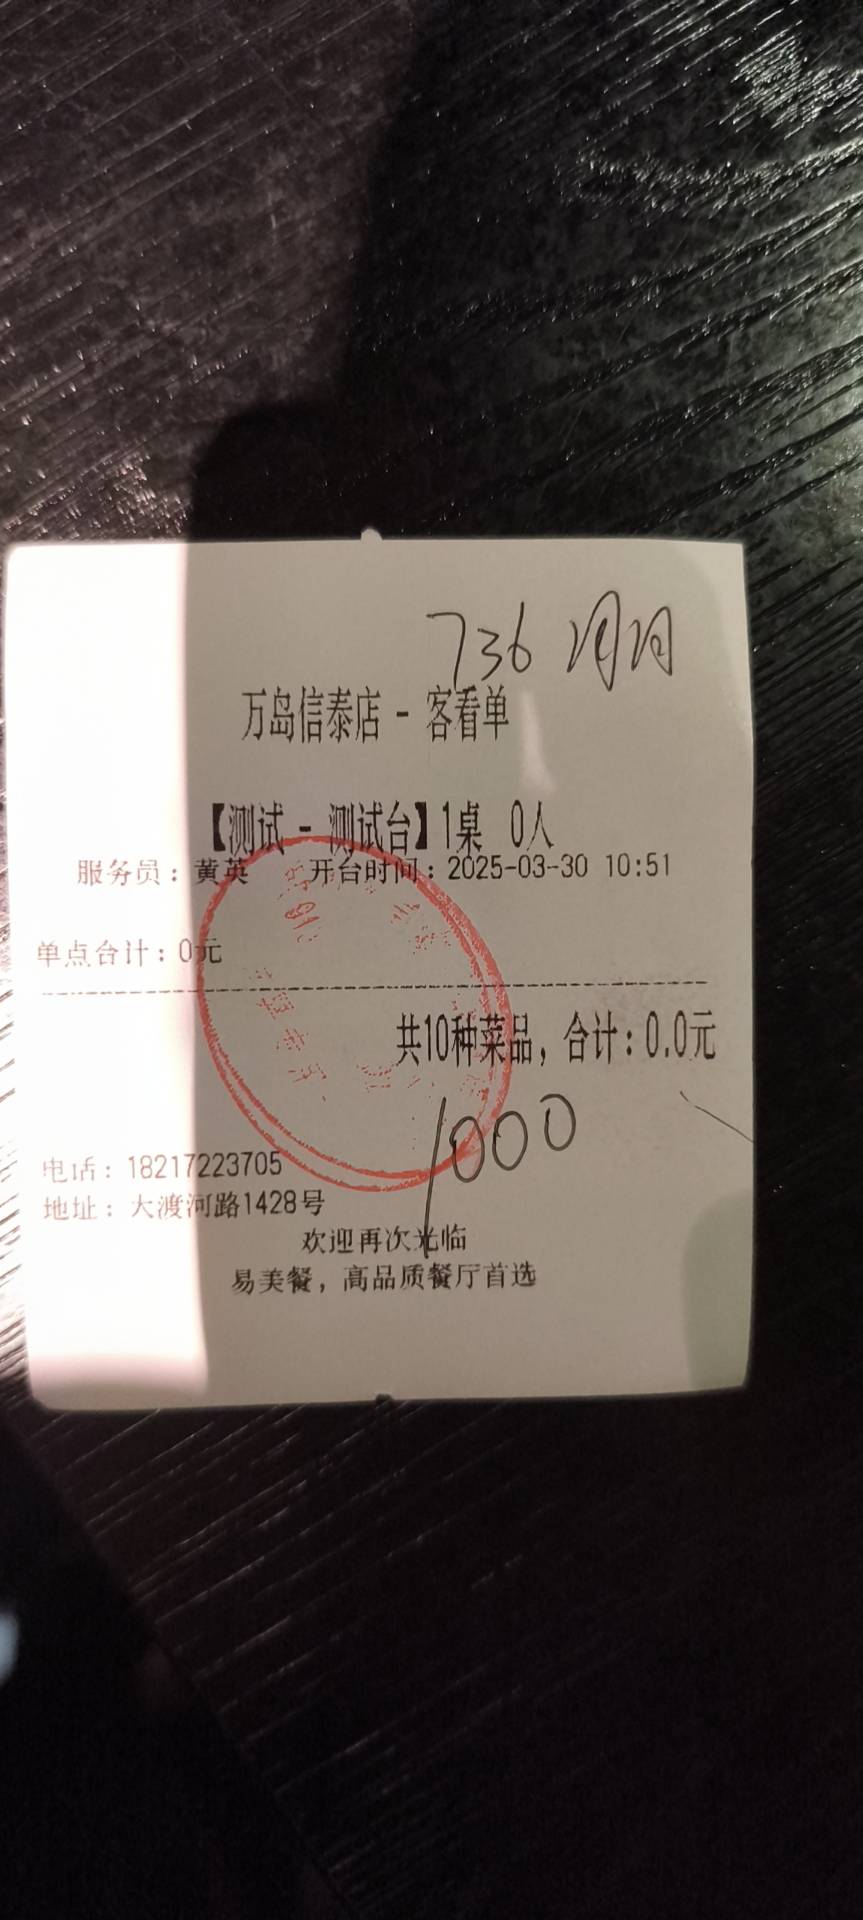 736 月月
万岛信泰店 - 客看单
【测试 - 测试台】1桌 0人
服务员：黄英 开台时间：2025-03-30 10:51
单点合计：0元
共10种菜品，合计：0.0元
1000
电话：18217223705
地址：大渡河路1428号
欢迎再次光临
易美餐，高品质餐厅首选